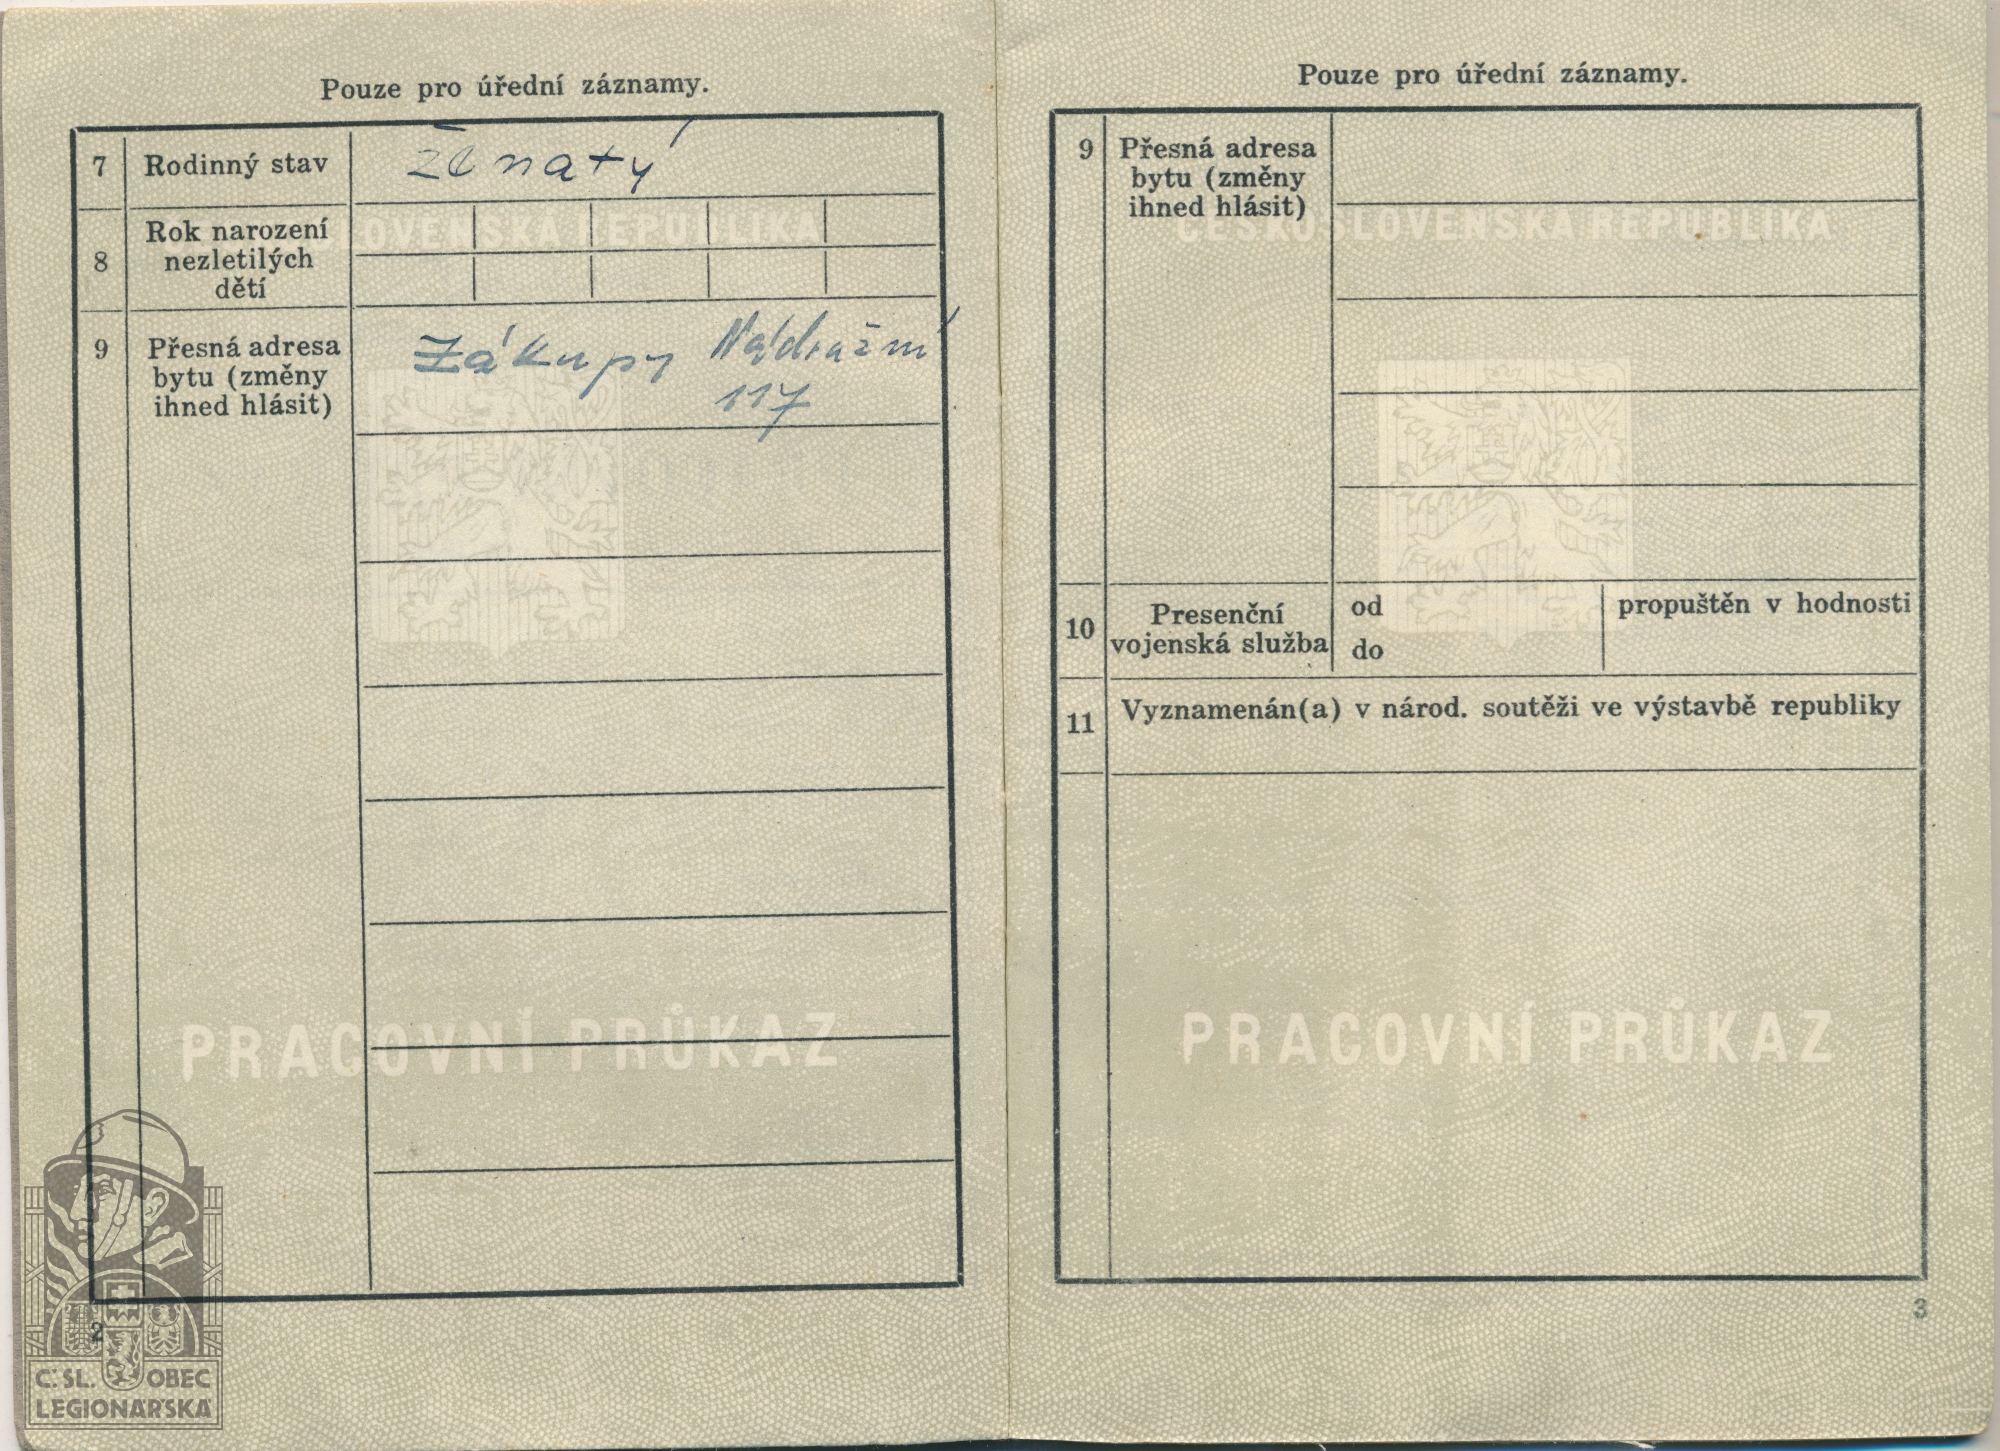 Pouze pro úřední záznamy.
7 Rodinný stav ženatý
8 Rok narození
nezletilých
dětí
9 Přesná adresa
bytu (změny
ihned hlásit)
Zákupy Nádražní
117
OVENSKÁ REPUBLIKA
PRACOVNÍ PRŮKAZ
2
Č.SL. OBEC
LEGIONÁŘSKÁ
Pouze pro úřední záznamy.
9 Přesná adresa
bytu (změny
ihned hlásit)
ČESKOSLOVENSKÁ REPUBLIKA
10 Presenční
vojenská služba
od
do
propuštěn v hodnosti
11 Vyznamenán(a) v národ. soutěži ve výstavbě republiky
PRACOVNÍ PRŮKAZ
3